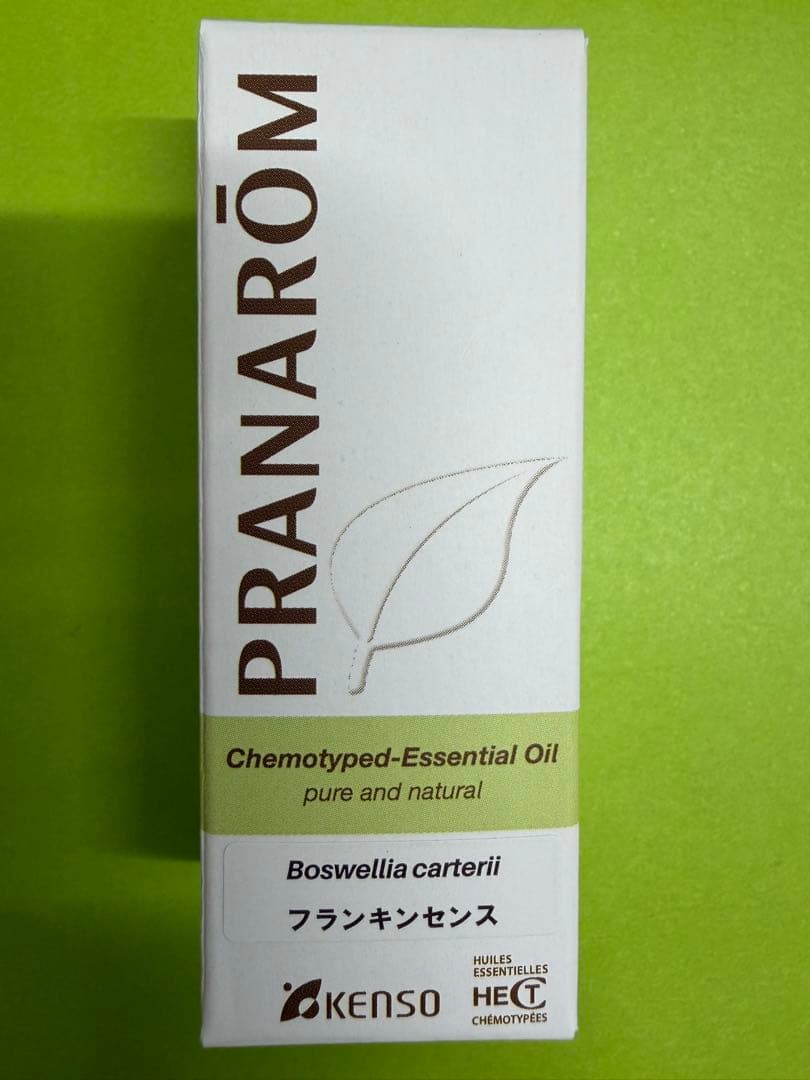 PRANARŌM
Chemotyped-Essential Oil
pure and natural
Boswellia carterii
フランキンセンス
KENSO
HUILES
ESSENTIELLES
HECT
CHÉMOTYPÉES